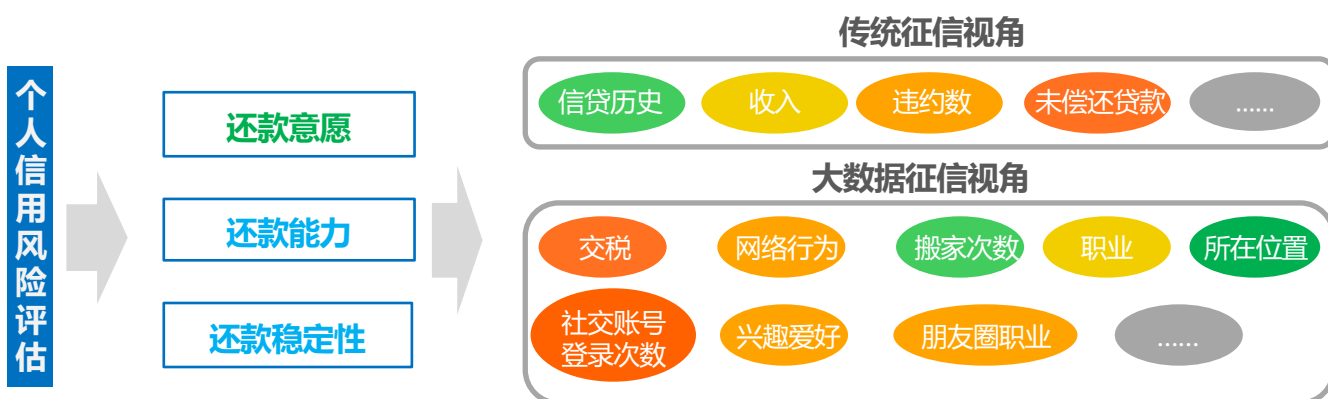 个人信用风险评估
还款意愿
还款能力
还款稳定性
传统征信视角
信贷历史
收入
违约数
未偿还贷款
......
大数据征信视角
交税
网络行为
搬家次数
职业
所在位置
社交账号
登录次数
兴趣爱好
朋友圈职业
......